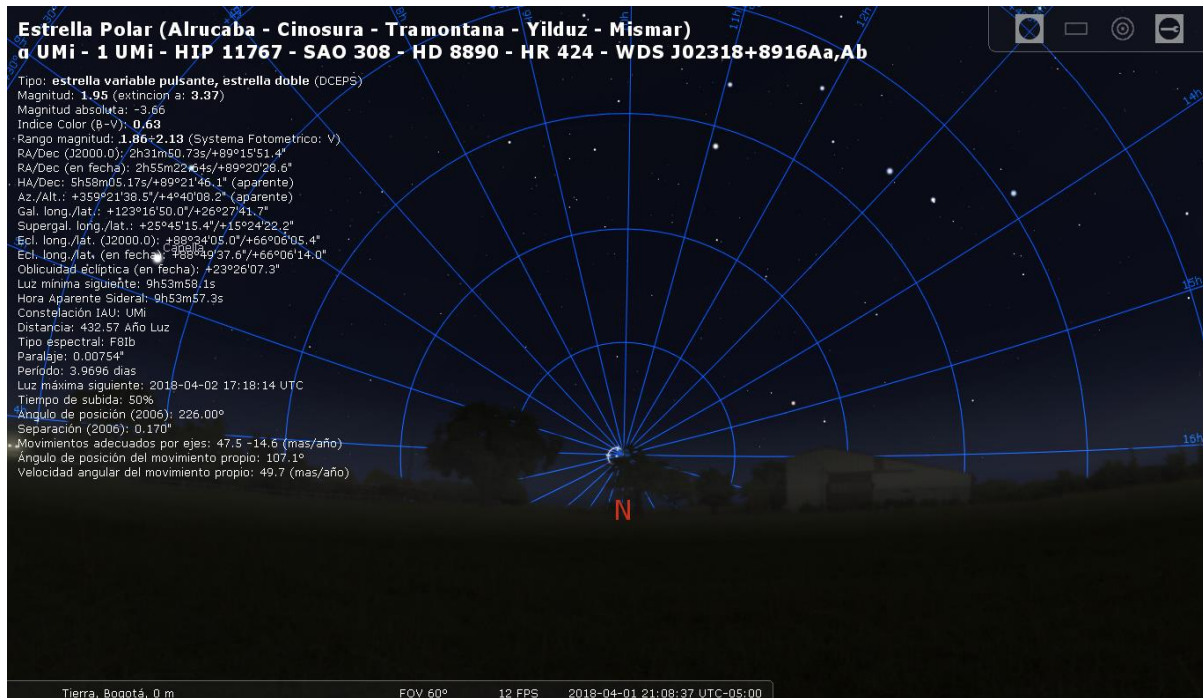 Estrella Polar (Alrucaba - Cinosura - Tramontana - Yilduz - Mismar)
α UMi - 1 UMi - HIP 11767 - SAO 308 - HD 8890 - HR 424 - WDS J02318+8916Aa,Ab
Tipo: estrella variable pulsante, estrella doble (DCEPS)
Magnitud: 1.95 (extincion a: 3.37)
Magnitud absoluta: -3.66
Indice Color (B-V): 0.63
Rango magnitud: 1.86÷2.13 (Systema Fotometrico: V)
RA/Dec (J2000.0): 2h31m50.73s/+89°15'51.4"
RA/Dec (en fecha): 2h55m22.64s/+89°20'28.6"
HA/Dec: 5h58m05.17s/+89°21'46.1" (aparente)
Az./Alt.: +359°21'38.5"/+4°40'08.2" (aparente)
Gal. long./lat.: +123°16'50.0"/+26°27'41.7"
Supergal. long./lat.: +25°45'15.4"/+15°24'22.2"
Ecl. long./lat. (J2000.0): +88°34'05.0"/+66°06'05.4"
Capella
Ecl. long./lat. (en fecha): +88°49'37.6"/+66°06'14.0"
Oblicuidad eclíptica (en fecha): +23°26'07.3"
Luz mínima siguiente: 9h53m58.1s
Hora Aparente Sideral: 9h53m57.3s
Constelación IAU: UMi
Distancia: 432.57 Año Luz
Tipo espectral: F8Ib
Paralaje: 0.00754"
Período: 3.9696 dias
Luz máxima siguiente: 2018-04-02 17:18:14 UTC
Tiempo de subida: 50%
Ángulo de posición (2006): 226.00°
Separación (2006): 0.170"
Movimientos adecuados por ejes: 47.5 -14.6 (mas/año)
Ángulo de posición del movimiento propio: 107.1°
Velocidad angular del movimiento propio: 49.7 (mas/año)
8h
9h
11h
12h
14h
15h
16h
4h
N
Tierra, Bogotá, 0 m FOV 60° 12 FPS 2018-04-01 21:08:37 UTC-05:00